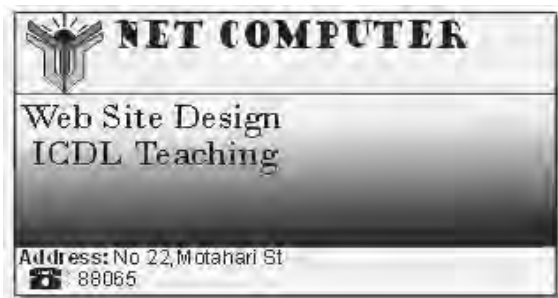 NET COMPUTER
Web Site Design
ICDL Teaching
Address: No 22,Motahari St
☎: 88065